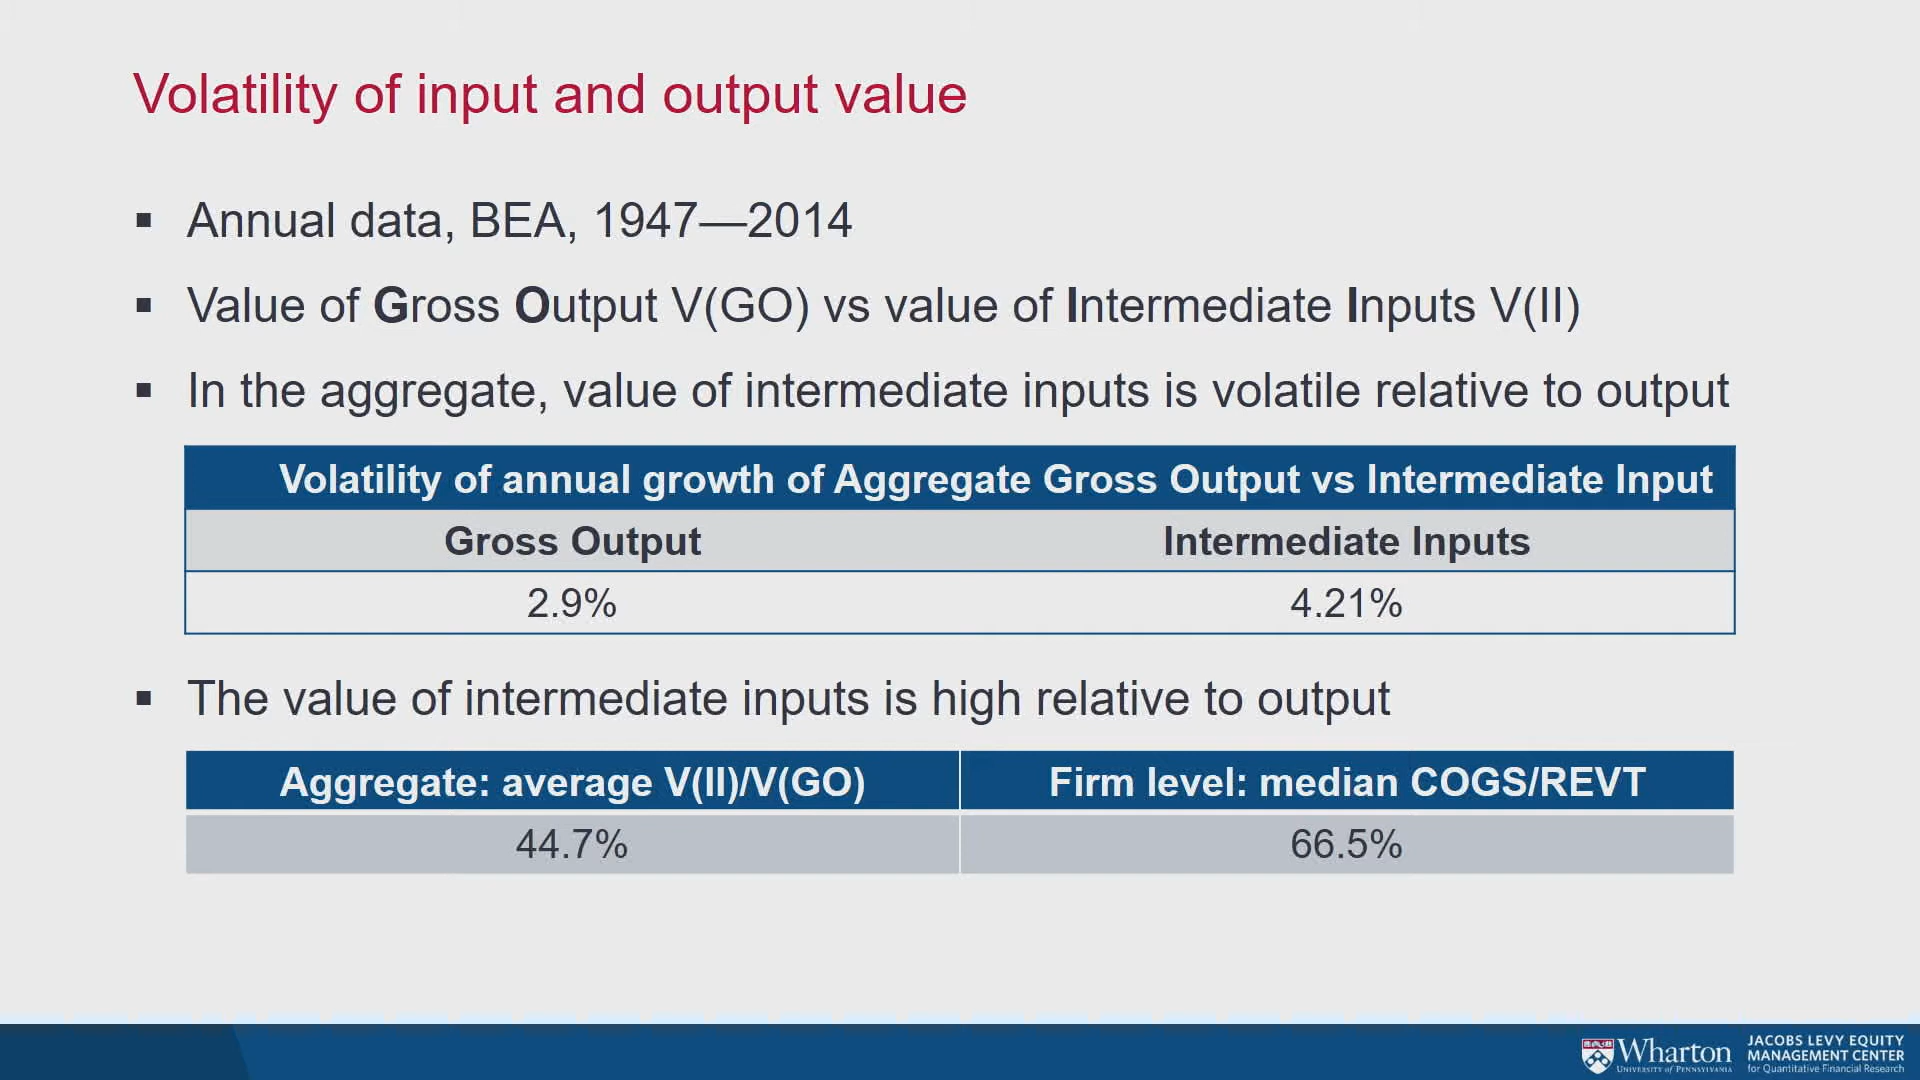 Volatility of input and output value
▪ Annual data, BEA, 1947—2014
▪ Value of Gross Output V(GO) vs value of Intermediate Inputs V(II)
▪ In the aggregate, value of intermediate inputs is volatile relative to output
Volatility of annual growth of Aggregate Gross Output vs Intermediate Input
Gross Output Intermediate Inputs
2.9% 4.21%
▪ The value of intermediate inputs is high relative to output
Aggregate: average V(II)/V(GO) Firm level: median COGS/REVT
44.7% 66.5%
Wharton
UNIVERSITY of PENNSYLVANIA
JACOBS LEVY EQUITY
MANAGEMENT CENTER
for Quantitative Financial Research